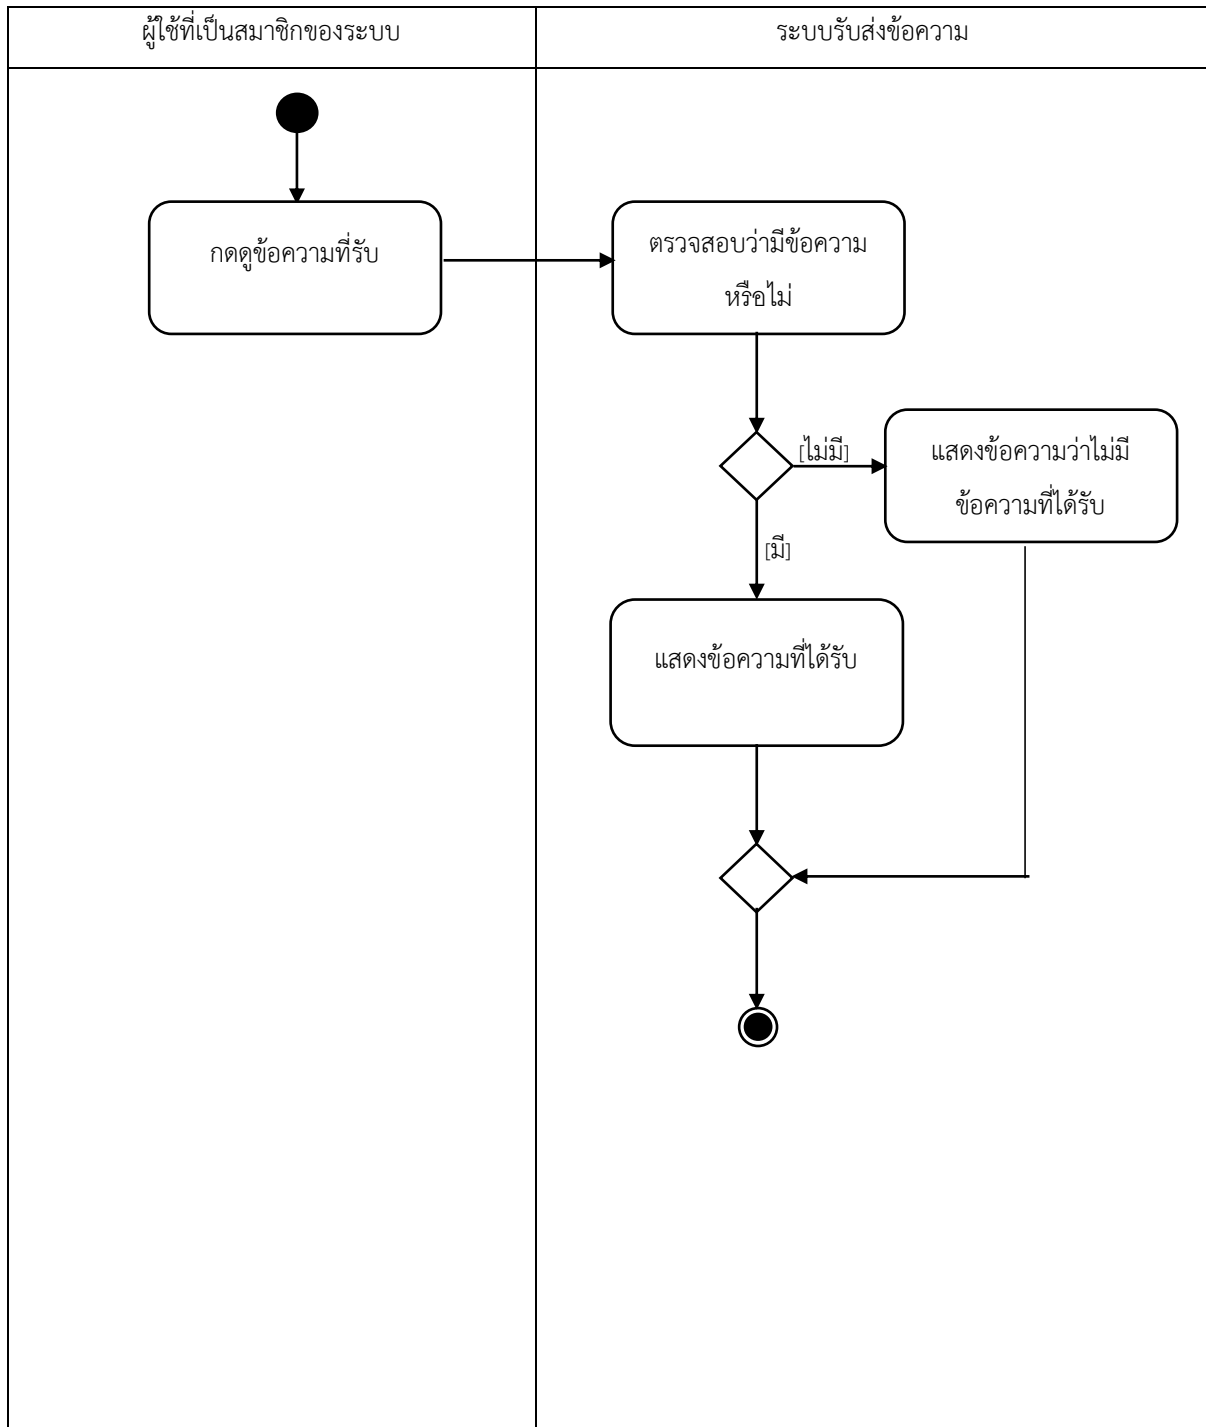 ผู้ใช้ที่เป็นสมาชิกของระบบ
ระบบรับส่งข้อความ
กดดูข้อความที่รับ
ตรวจสอบว่ามีข้อความ
หรือไม่
[ไม่มี]
แสดงข้อความว่าไม่มี
ข้อความที่ได้รับ
[มี]
แสดงข้อความที่ได้รับ